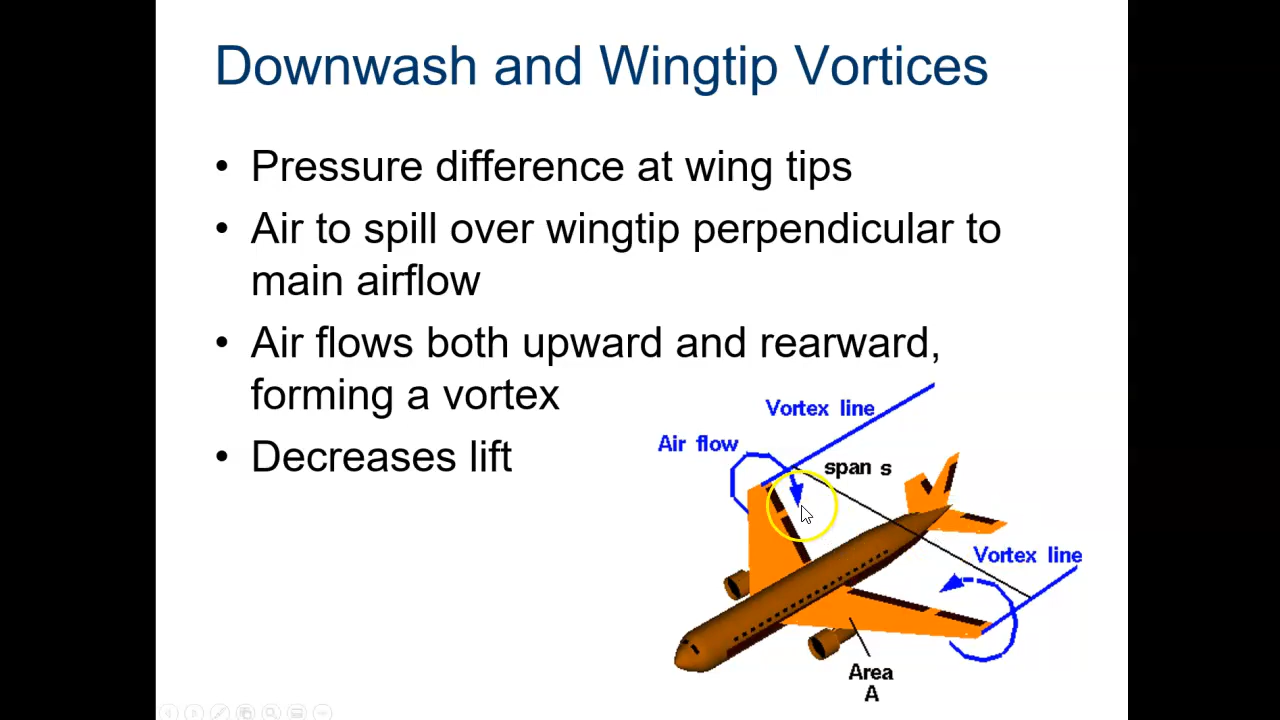 Downwash and Wingtip Vortices
• Pressure difference at wing tips
• Air to spill over wingtip perpendicular to
main airflow
• Air flows both upward and rearward,
forming a vortex
• Decreases lift
Vortex line
Air flow
span s
Vortex line
Area
A